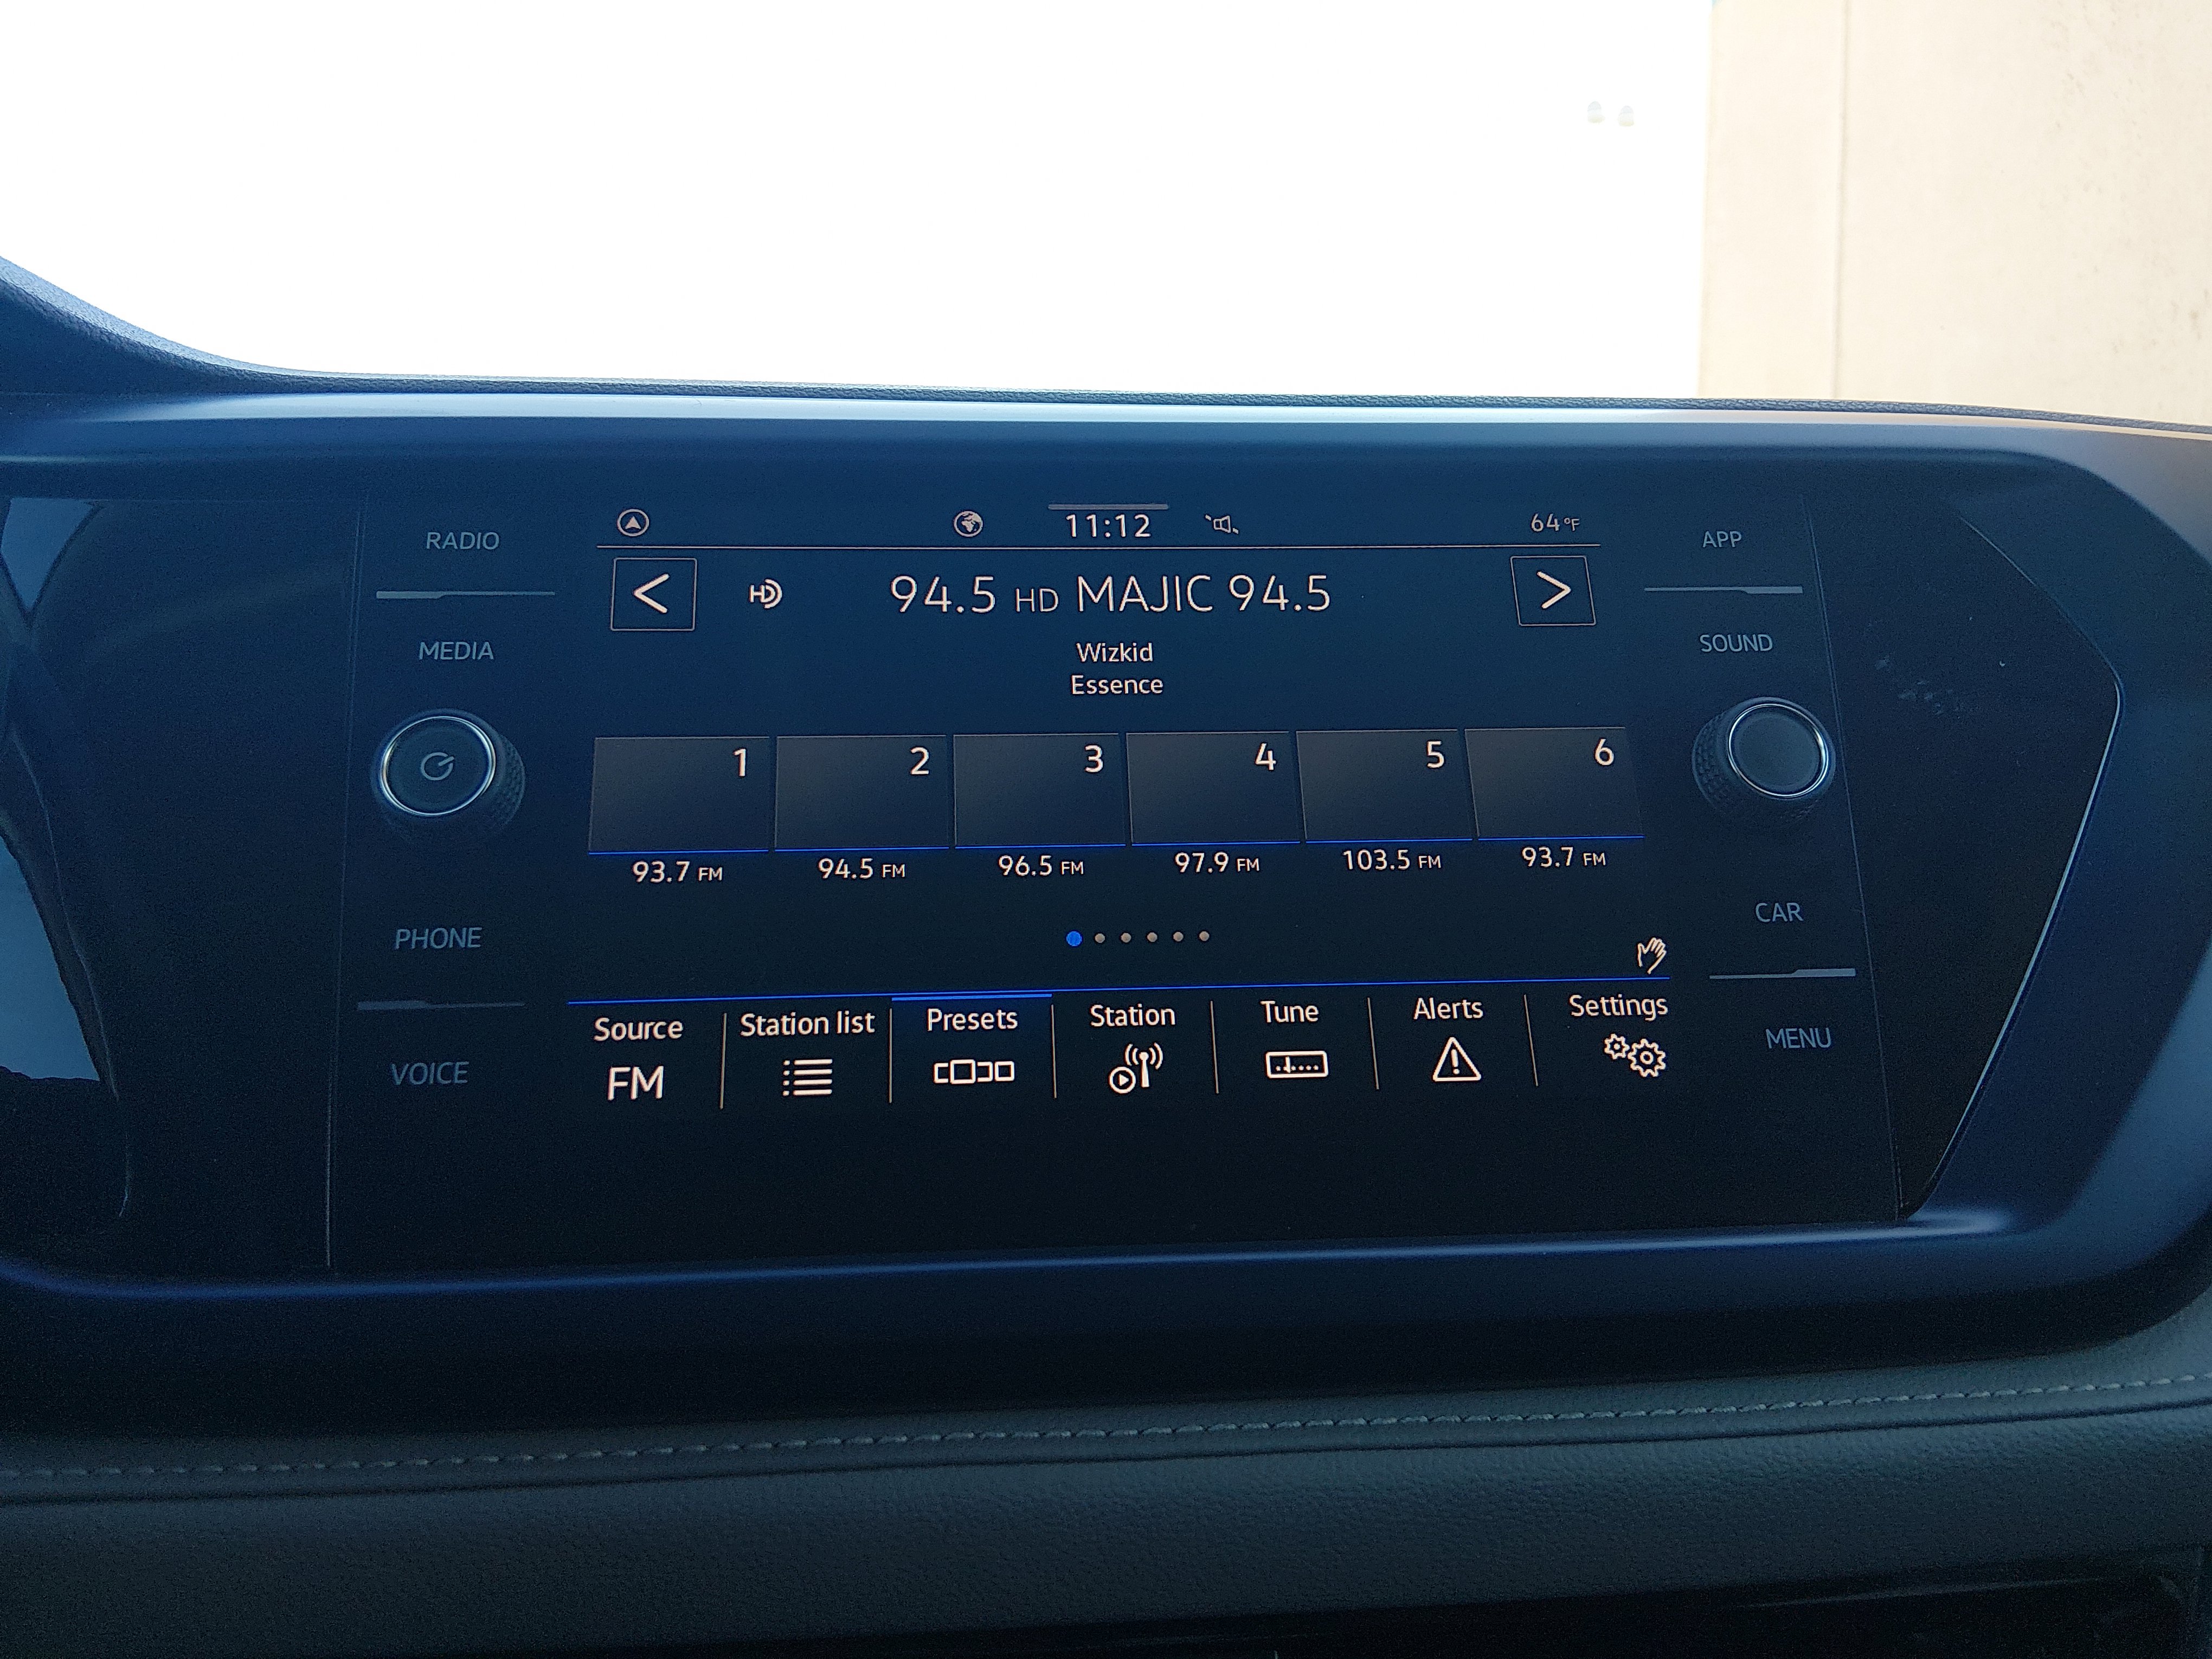 RADIO
MEDIA
PHONE
VOICE
11:12
64°F
< HD 94.5 HD MAJIC 94.5 >
Wizkid
Essence
1 2 3 4 5 6
93.7 FM 94.5 FM 96.5 FM 97.9 FM 103.5 FM 93.7 FM
Source Station list Presets Station Tune Alerts Settings
FM
APP
SOUND
CAR
MENU